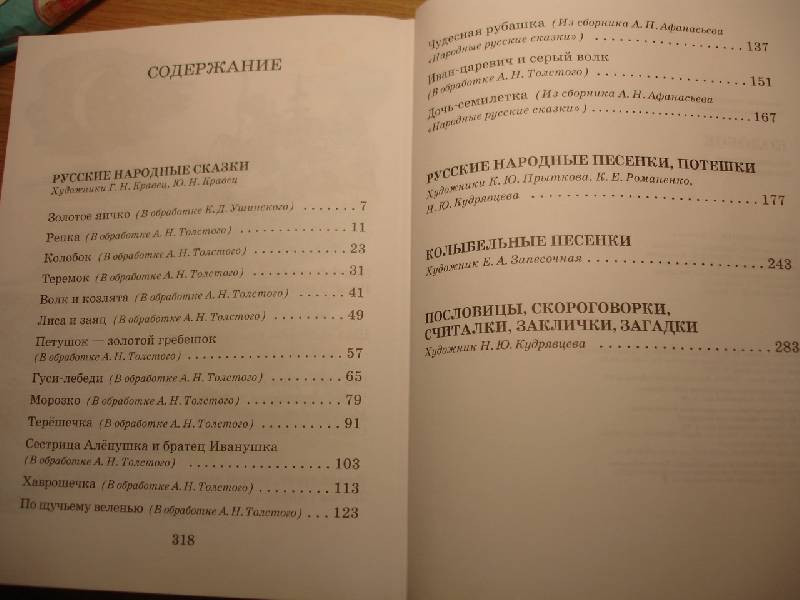 СОДЕРЖАНИЕ
РУССКИЕ НАРОДНЫЕ СКАЗКИ
Художники Г. Н. Кравец, Ю. Н. Кравец
Золотое яичко (В обработке К. Д. Ушинского) . . . . . . . 7
Репка (В обработке А. Н. Толстого) . . . . . . . . . . . . 11
Колобок (В обработке А. Н. Толстого) . . . . . . . . . . 23
Теремок (В обработке А. Н. Толстого) . . . . . . . . . . 31
Волк и козлята (В обработке А. Н. Толстого) . . . . . . 41
Лиса и заяц (В обработке А. Н. Толстого) . . . . . . . . 49
Петушок — золотой гребешок
(В обработке А. Н. Толстого) . . . . . . . . . . . . . . 57
Гуси-лебеди (В обработке А. Н. Толстого) . . . . . . . . 65
Морозко (В обработке А. Н. Толстого) . . . . . . . . . . 79
Терёшечка (В обработке А. Н. Толстого) . . . . . . . . . 91
Сестрица Алёнушка и братец Иванушка
(В обработке А. Н. Толстого) . . . . . . . . . . . . . 103
Хаврошечка (В обработке А. Н. Толстого) . . . . . . . . 113
По щучьему веленью (В обработке А. Н. Толстого) . . . 123
318
Чудесная рубашка (Из сборника А. Н. Афанасьева
«Народные русские сказки») . . . . . . . . . . . . . . 137
Иван-царевич и серый волк
(В обработке А. Н. Толстого) . . . . . . . . . . . . . 151
Дочь-семилетка (Из сборника А. Н. Афанасьева
«Народные русские сказки») . . . . . . . . . . . . . . 167
РУССКИЕ НАРОДНЫЕ ПЕСЕНКИ, ПОТЕШКИ
Художники К. Ю. Прыткова, К. Е. Романенко,
Н. Ю. Кудрявцева . . . . . . . . . . . . . . . . . . . 177
КОЛЫБЕЛЬНЫЕ ПЕСЕНКИ
Художник Е. А. Запесочная . . . . . . . . . . . . . . . 243
ПОСЛОВИЦЫ, СКОРОГОВОРКИ,
СЧИТАЛКИ, ЗАКЛИЧКИ, ЗАГАДКИ
Художник Н. Ю. Кудрявцева . . . . . . . . . . . . . . . 283